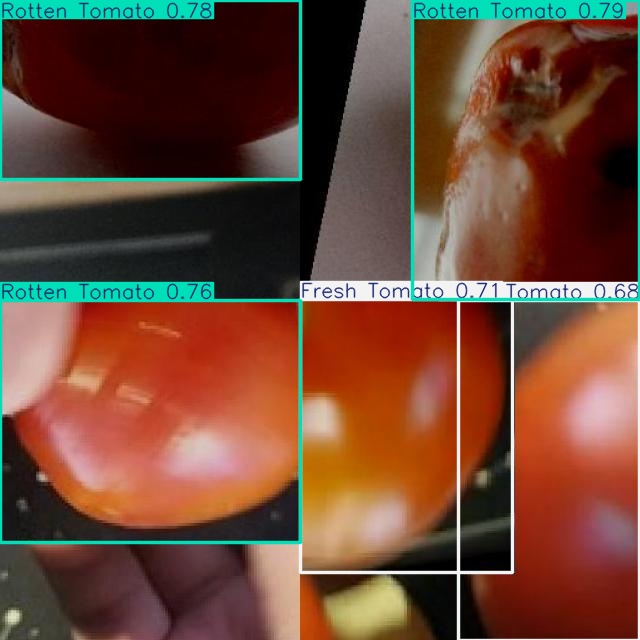 Rotten Tomato 0.78
Rotten Tomato 0.79
Rotten Tomato 0.76
Fresh Tomato 0.71
Tomato 0.68